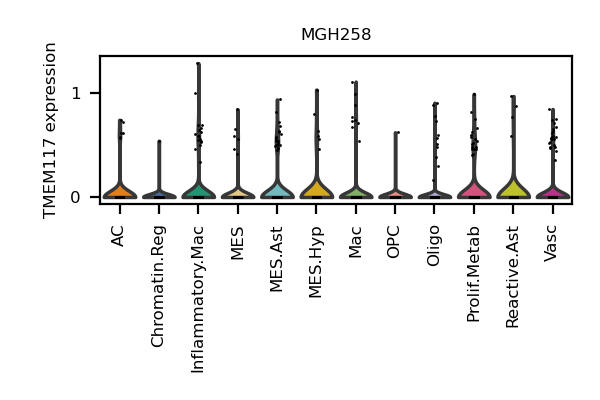 MGH258
TMEM117 expression
1
0
AC
Chromatin.Reg
Inflammatory.Mac
MES
MES.Ast
MES.Hyp
Mac
OPC
Oligo
Prolif.Metab
Reactive.Ast
Vasc